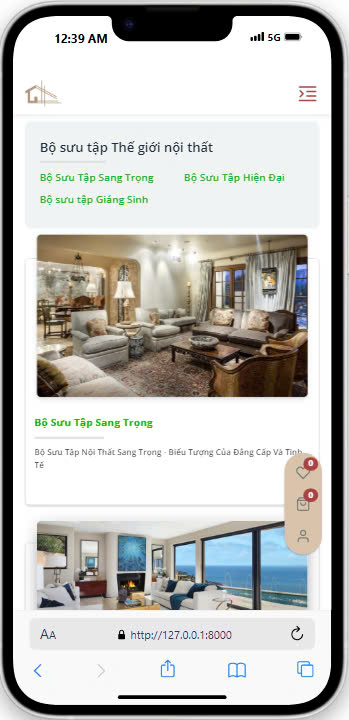 12:39 AM
5G
Bộ sưu tập Thế giới nội thất
Bộ Sưu Tập Sang Trọng
Bộ Sưu Tập Hiện Đại
Bộ sưu tập Giáng Sinh
Bộ Sưu Tập Sang Trọng
Bộ Sưu Tập Nội Thất Sang Trọng - Biểu Tượng Của Đẳng Cấp Và Tinh
Tế
0
0
AA
http://127.0.0.1:8000